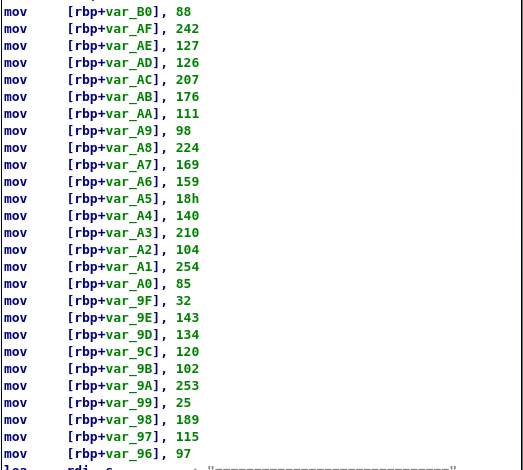 mov [rbp+var_B0], 88
mov [rbp+var_AF], 242
mov [rbp+var_AE], 127
mov [rbp+var_AD], 126
mov [rbp+var_AC], 207
mov [rbp+var_AB], 176
mov [rbp+var_AA], 111
mov [rbp+var_A9], 98
mov [rbp+var_A8], 224
mov [rbp+var_A7], 169
mov [rbp+var_A6], 159
mov [rbp+var_A5], 18h
mov [rbp+var_A4], 140
mov [rbp+var_A3], 210
mov [rbp+var_A2], 104
mov [rbp+var_A1], 254
mov [rbp+var_A0], 85
mov [rbp+var_9F], 32
mov [rbp+var_9E], 143
mov [rbp+var_9D], 134
mov [rbp+var_9C], 120
mov [rbp+var_9B], 102
mov [rbp+var_9A], 253
mov [rbp+var_99], 25
mov [rbp+var_98], 189
mov [rbp+var_97], 115
mov [rbp+var_96], 97